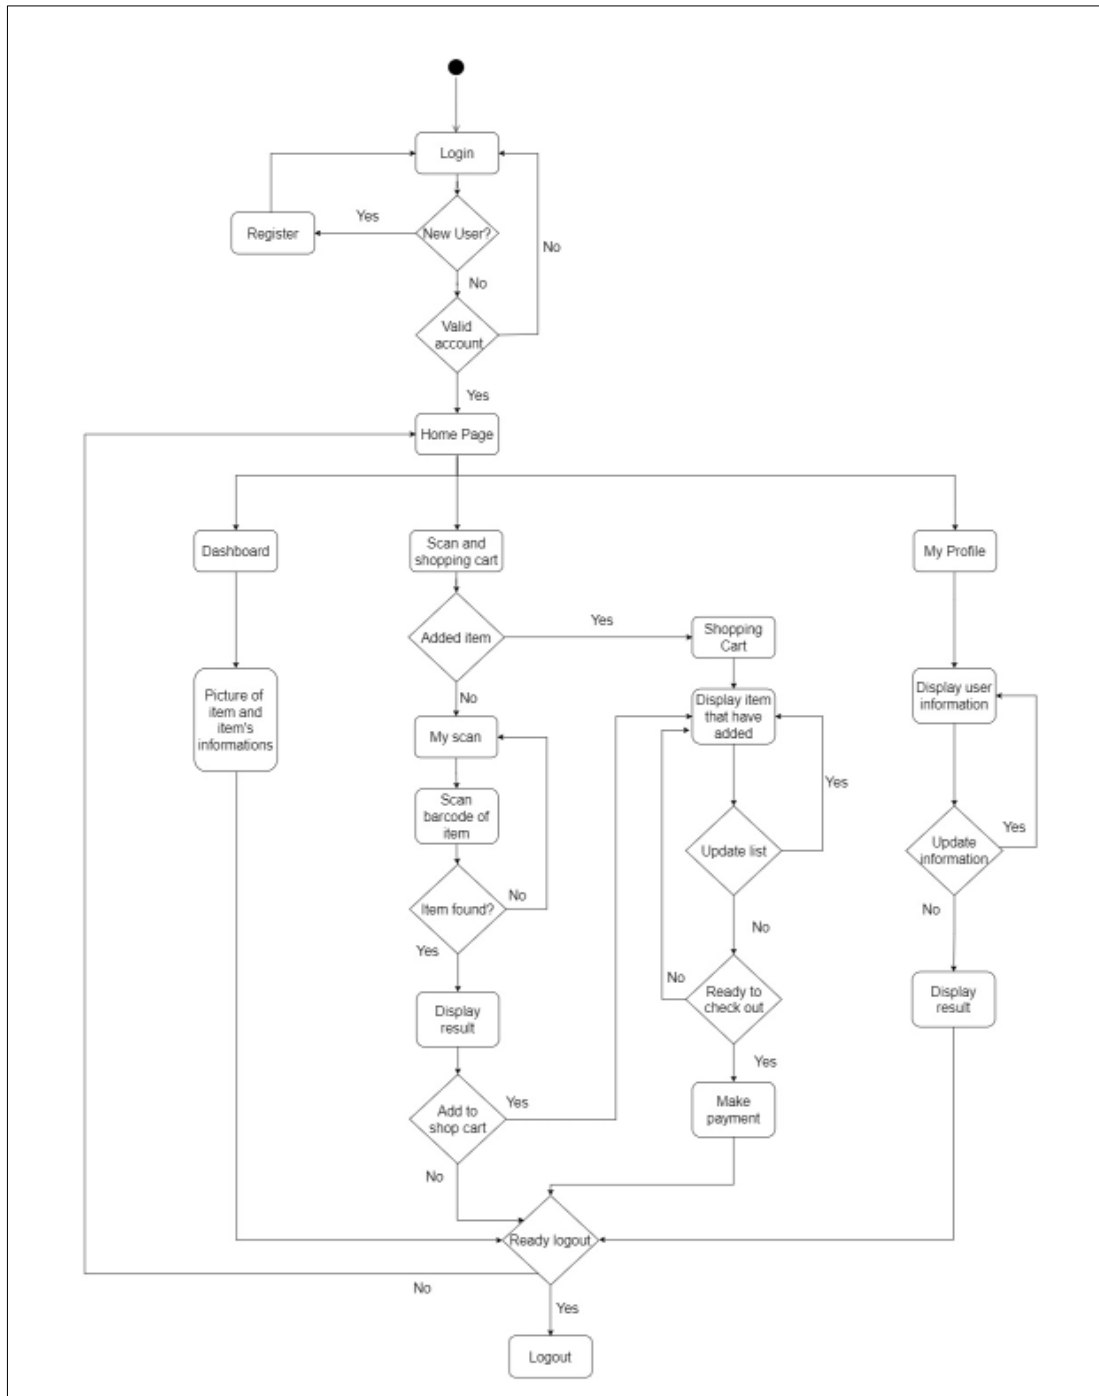 Login
Yes
Register
New User?
No
No
Valid
account
Yes
Home Page
Dashboard
Scan and
shopping cart
My Profile
Added item
Yes
Shopping
Cart
No
Picture of
item and
item's
informations
My scan
Display item
that have
added
Display user
information
Scan
barcode of
item
Yes
Update list
Yes
Update
information
No
Item found?
No
Yes
No
No
Ready to
check out
Display
result
Display
result
Yes
Add to
shop cart
Yes
Make
payment
No
Ready logout
No
Yes
Logout